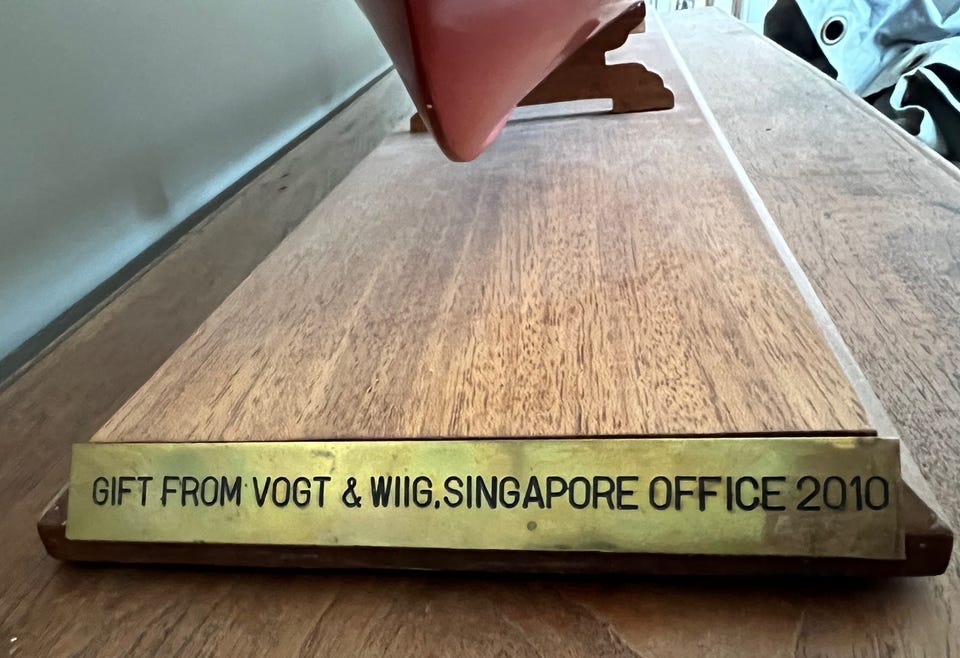 GIFT FROM VOGT & WIIG,SINGAPORE OFFICE 2010